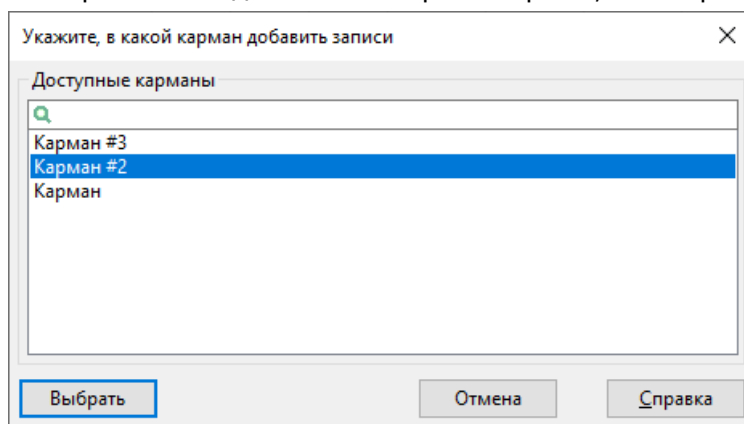 Укажите, в какой карман добавить записи
Доступные карманы
Карман #3
Карман #2
Карман
Выбрать Отмена Справка